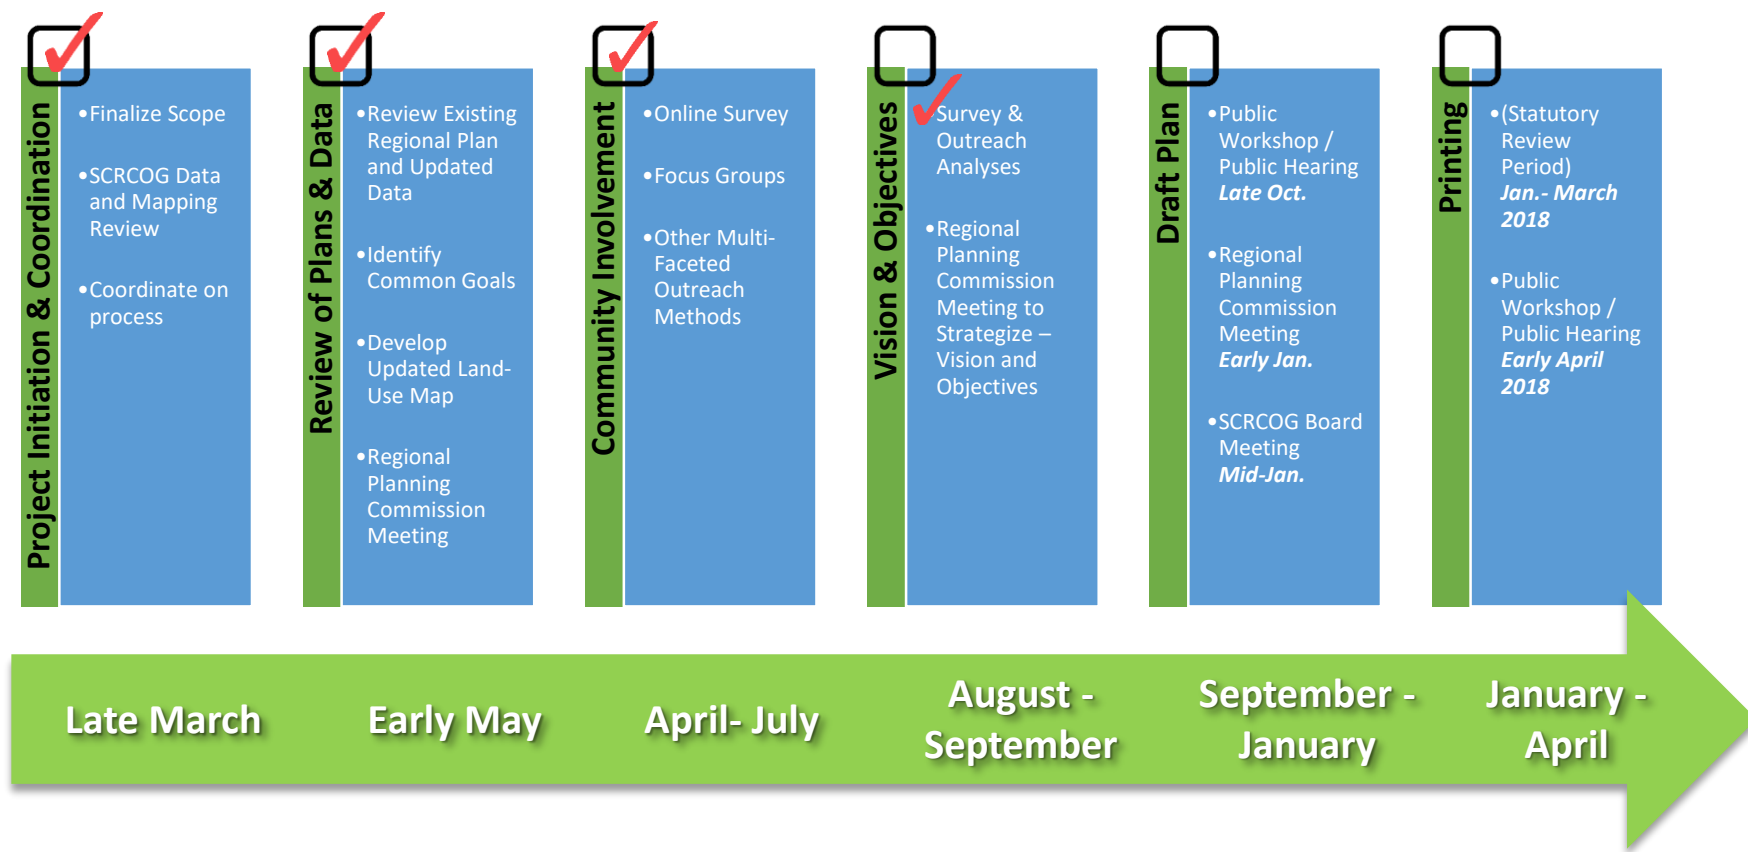 Project Initiation & Coordination
•Finalize Scope
•SCRCOG Data
and Mapping
Review
•Coordinate on
process
Review of Plans & Data
•Review Existing
Regional Plan
and Updated
Data
•Identify
Common Goals
•Develop
Updated Land-
Use Map
•Regional
Planning
Commission
Meeting
Community Involvement
•Online Survey
•Focus Groups
•Other Multi-
Faceted
Outreach
Methods
Vision & Objectives
Survey &
Outreach
Analyses
•Regional
Planning
Commission
Meeting to
Strategize –
Vision and
Objectives
Draft Plan
•Public
Workshop /
Public Hearing
Late Oct.
•Regional
Planning
Commission
Meeting
Early Jan.
•SCRCOG Board
Meeting
Mid-Jan.
Printing
•(Statutory
Review
Period)
Jan.- March
2018
•Public
Workshop /
Public Hearing
Early April
2018
Late March
Early May
April- July
August -
September
September -
January
January -
April